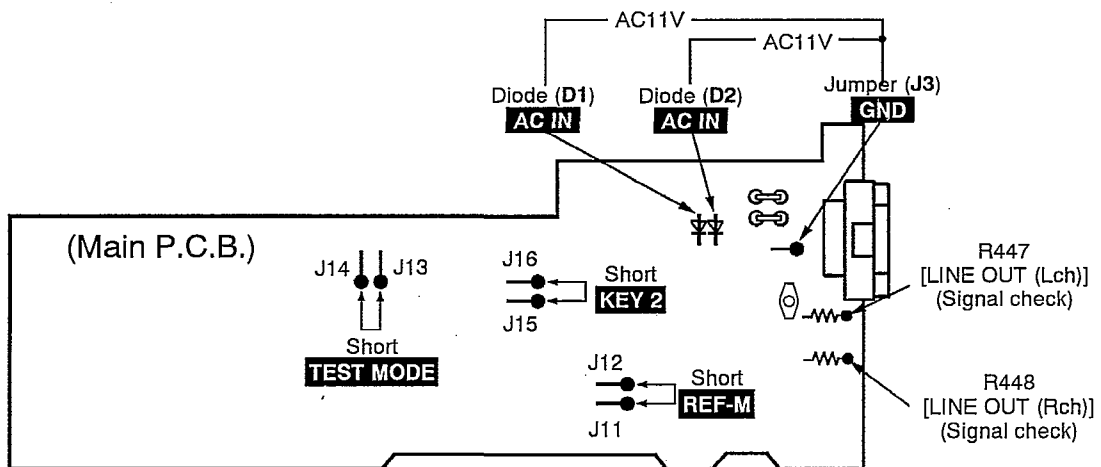 AC11V
AC11V
Diode (D1)
AC IN
Diode (D2)
AC IN
Jumper (J3)
GND
(Main P.C.B.)
J14
J13
Short
TEST MODE
J16
J15
Short
KEY 2
J12
J11
Short
REF-M
R447
[LINE OUT (Lch)]
(Signal check)
R448
[LINE OUT (Rch)]
(Signal check)